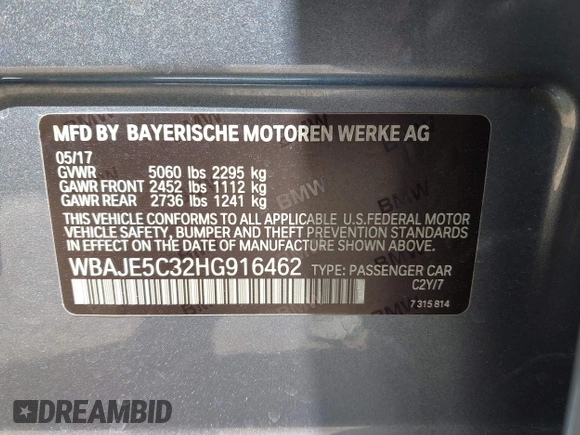 MFD BY BAYERISCHE MOTOREN WERKE AG
05/17
GVWR 5060 lbs 2295 kg
GAWR FRONT 2452 lbs 1112 kg
GAWR REAR 2736 lbs 1241 kg
THIS VEHICLE CONFORMS TO ALL APPLICABLE U.S.FEDERAL MOTOR
VEHICLE SAFETY, BUMPER AND THEFT PREVENTION STANDARDS
IN EFFECT ON THE DATE OF MANUFACTURE SHOWN ABOVE.
WBAJE5C32HG916462 TYPE: PASSENGER CAR
C2Y/7
7 315 814
DREAMBID